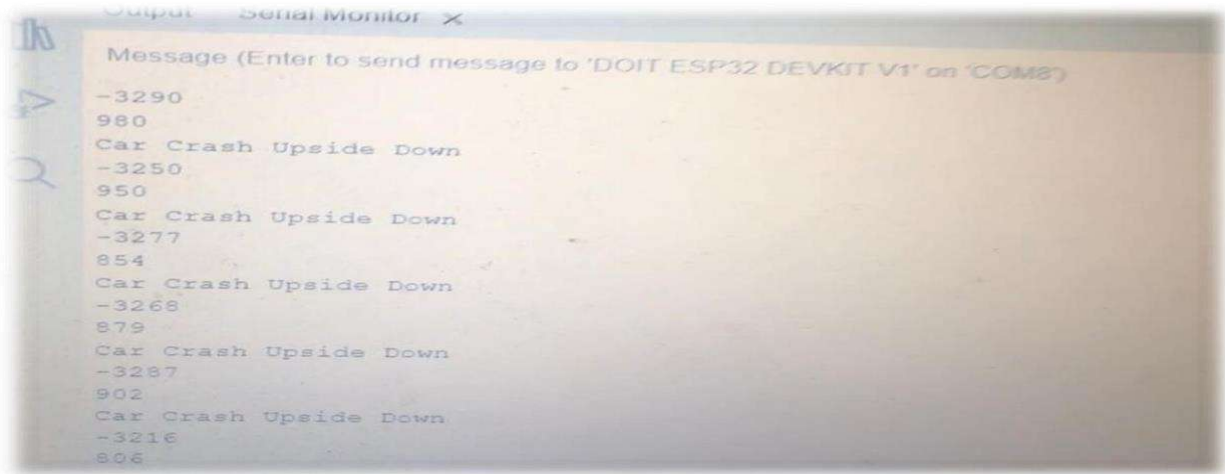 Output Serial Monitor ×
Message (Enter to send message to 'DOIT ESP32 DEVKIT V1' on 'COM8')
-3290
980
Car Crash Upside Down
-3250
950
Car Crash Upside Down
-3277
854
Car Crash Upside Down
-3268
879
Car Crash Upside Down
-3287
902
Car Crash Upside Down
-3216
806